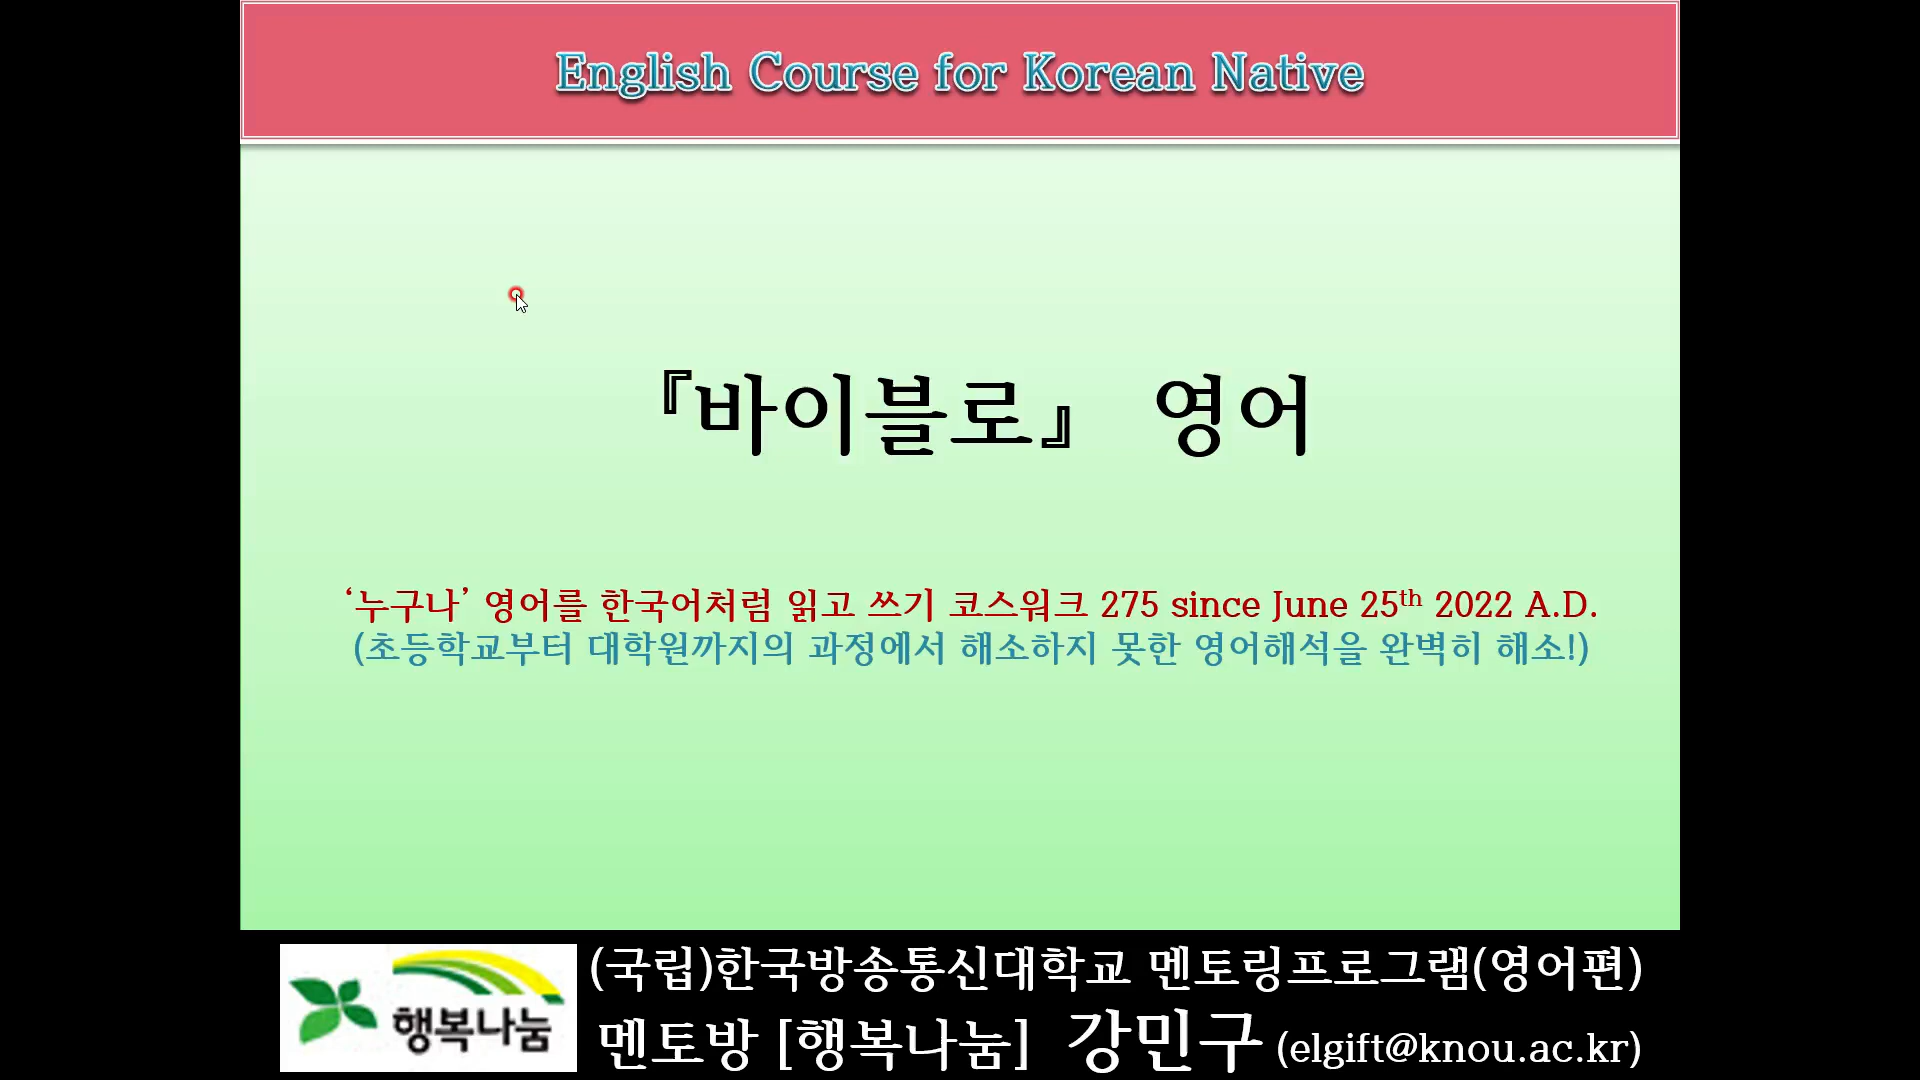 English Course for Korean Native
『바이블로』 영어
‘누구나’ 영어를 한국어처럼 읽고 쓰기 코스워크 275 since June 25th 2022 A.D.
(초등학교부터 대학원까지의 과정에서 해소하지 못한 영어해석을 완벽히 해소!)
행복나눔
(국립)한국방송통신대학교 멘토링프로그램(영어편)
멘토방 [행복나눔] 강민구 (elgift@knou.ac.kr)